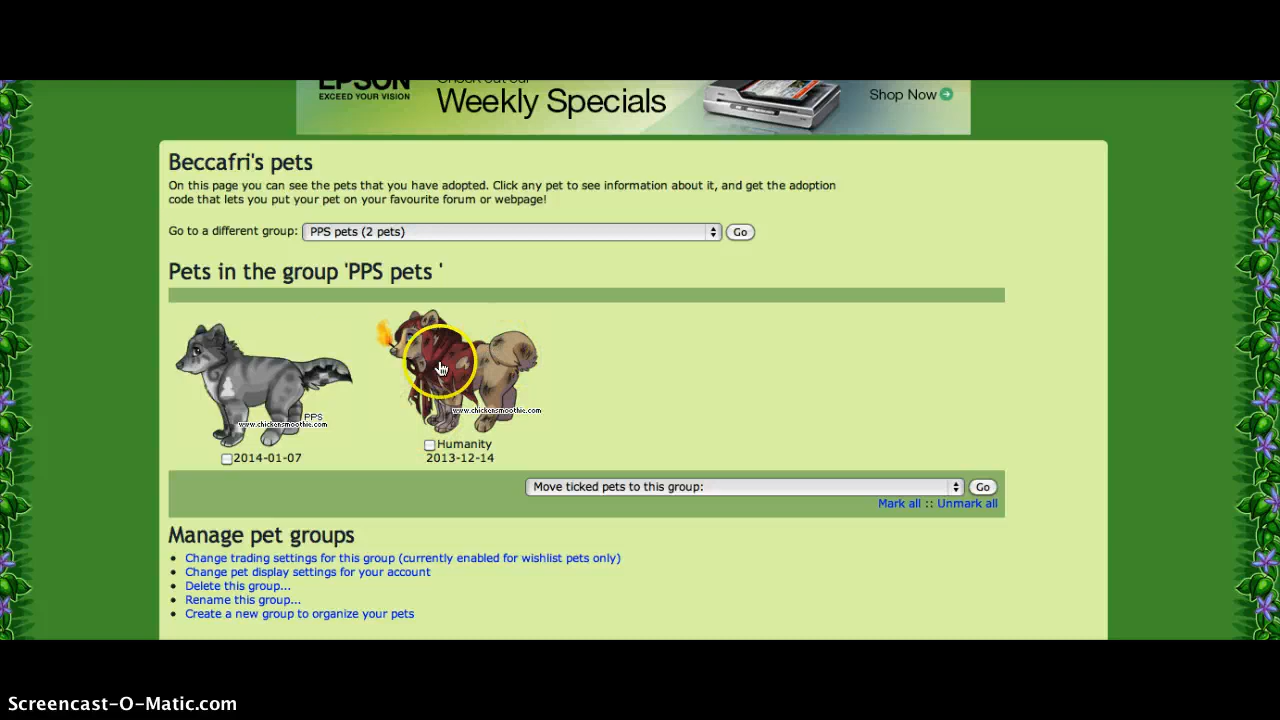 EPSON
EXCEED YOUR VISION
Check out our
Weekly Specials
Shop Now
Beccafri's pets
On this page you can see the pets that you have adopted. Click any pet to see information about it, and get the adoption
code that lets you put your pet on your favourite forum or webpage!
Go to a different group: PPS pets (2 pets) Go
Pets in the group 'PPS pets '
PPS
www.chickensmoothie.com
www.chickensmoothie.com
2014-01-07
Humanity
2013-12-14
Move ticked pets to this group: Go
Mark all :: Unmark all
Manage pet groups
Change trading settings for this group (currently enabled for wishlist pets only)
Change pet display settings for your account
Delete this group...
Rename this group...
Create a new group to organize your pets
Screencast-O-Matic.com